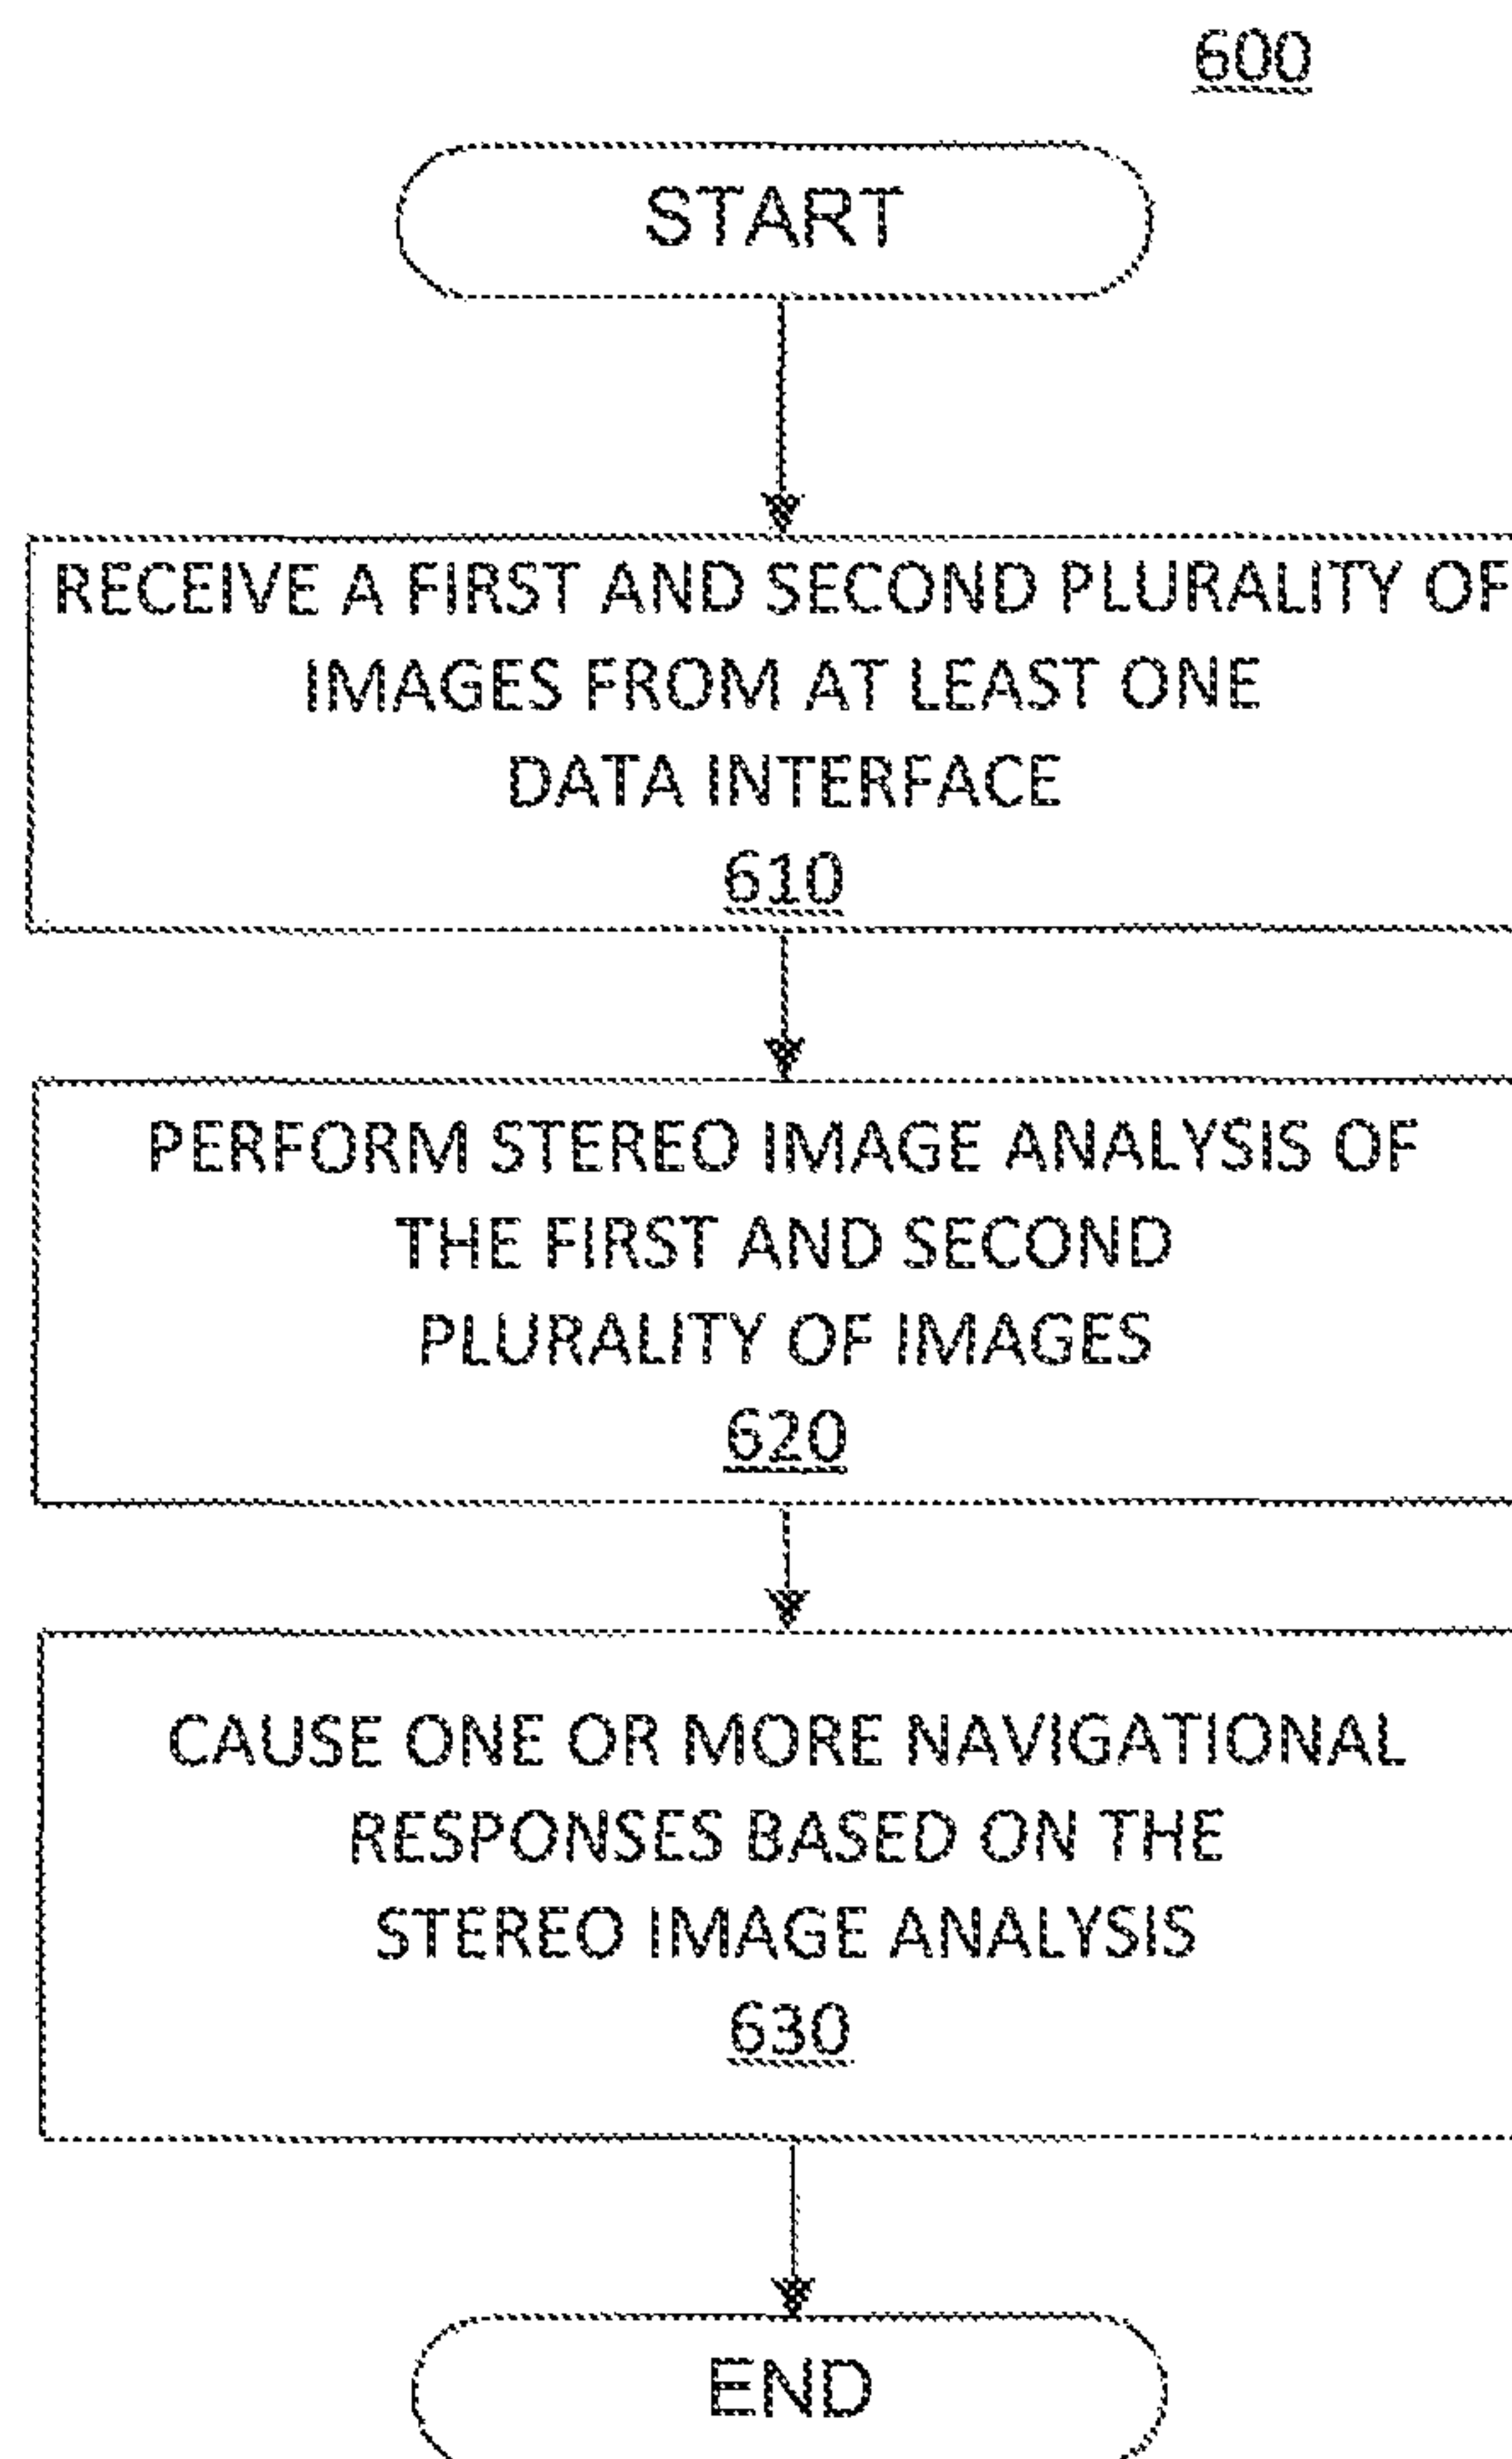 600
START
RECEIVE A FIRST AND SECOND PLURALITY OF
IMAGES FROM AT LEAST ONE
DATA INTERFACE
610
PERFORM STEREO IMAGE ANALYSIS OF
THE FIRST AND SECOND
PLURALITY OF IMAGES
620
CAUSE ONE OR MORE NAVIGATIONAL
RESPONSES BASED ON THE
STEREO IMAGE ANALYSIS
630
END